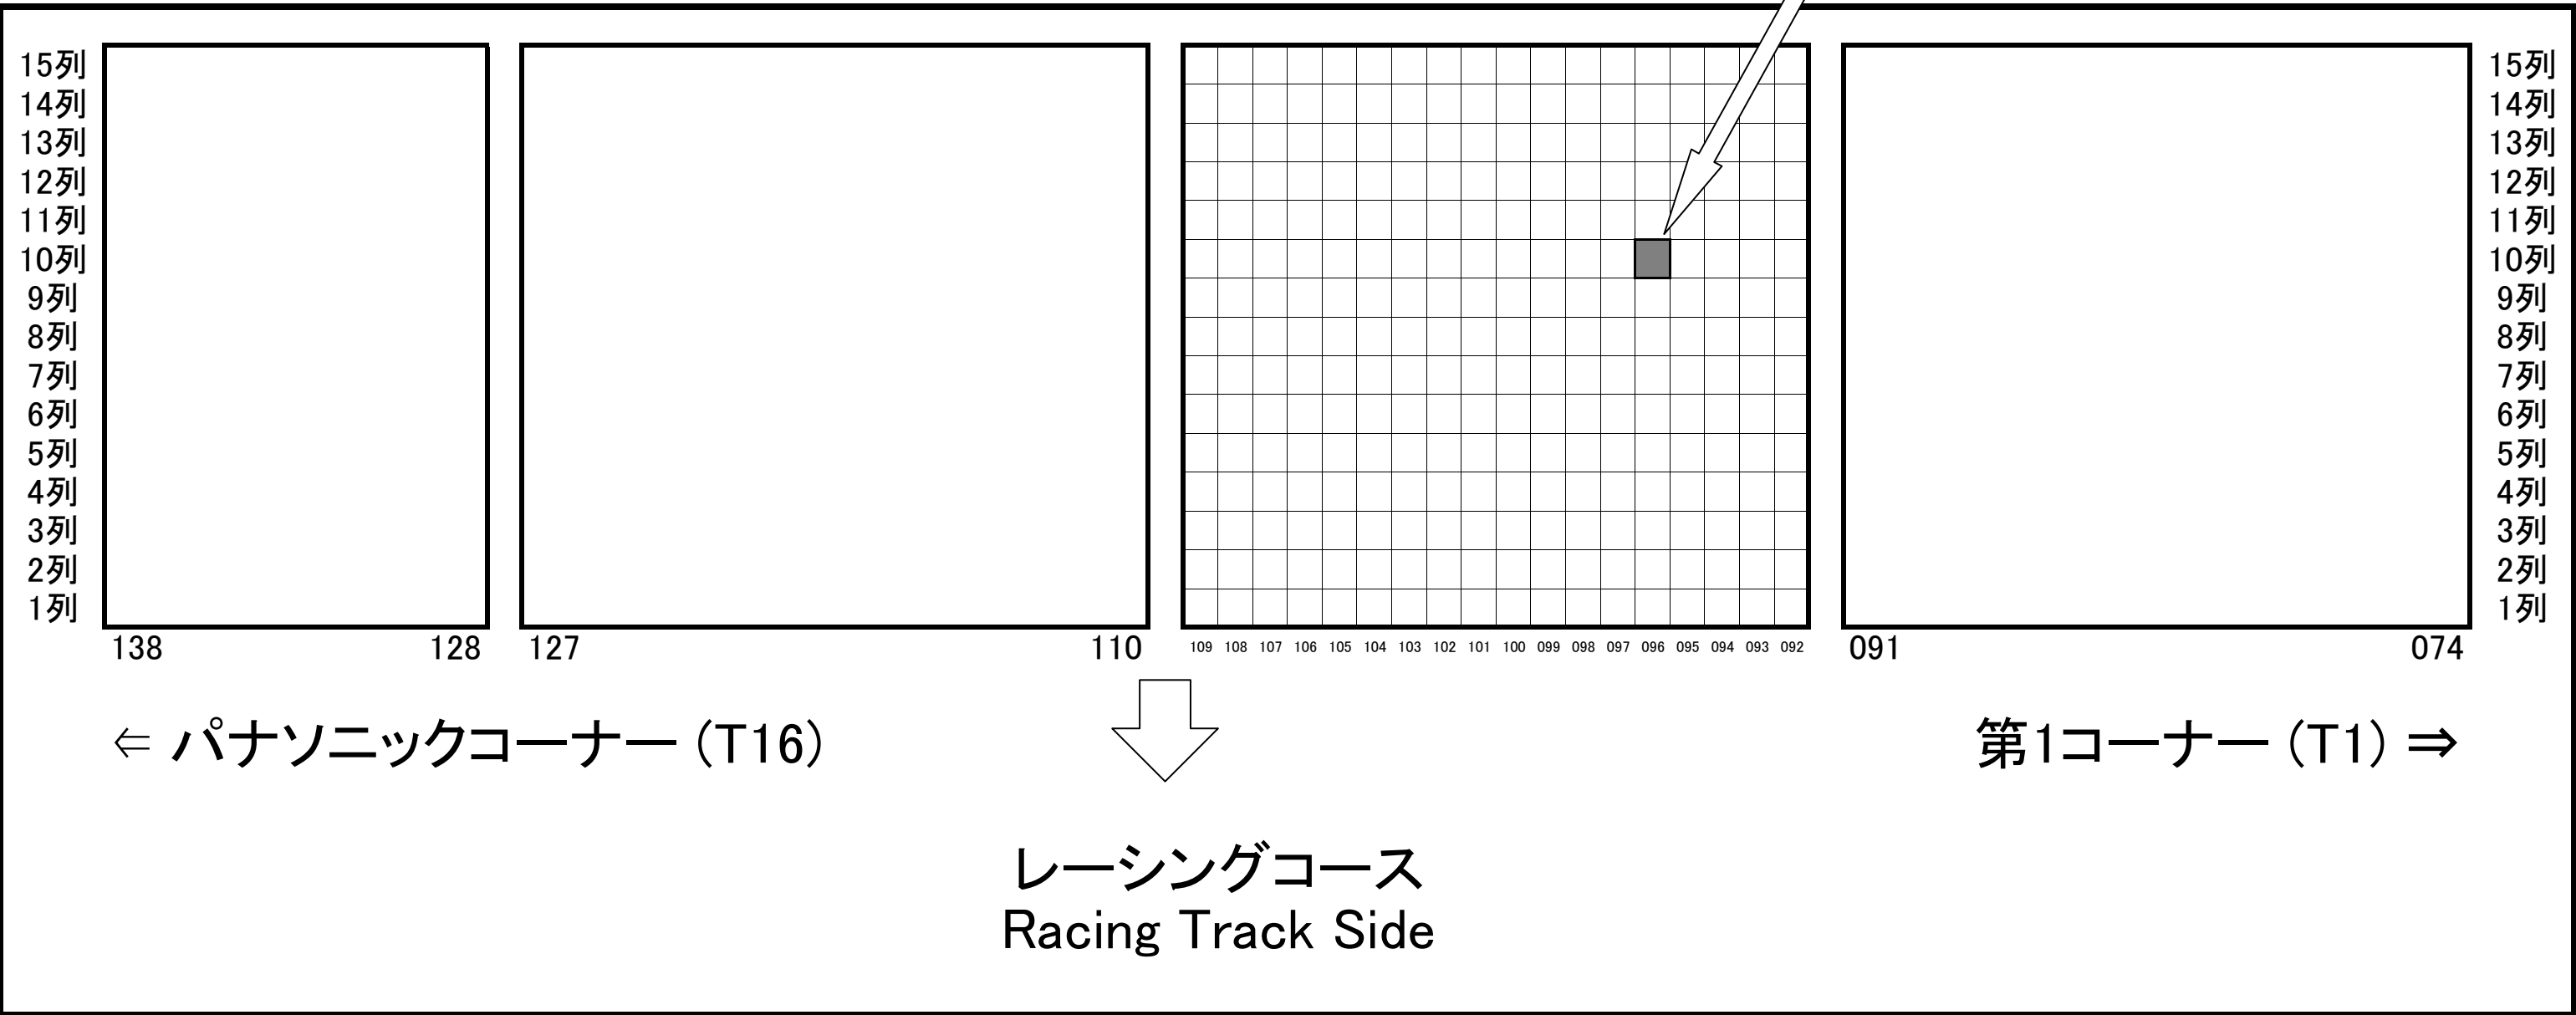 15列 15列
14列 14列
13列 13列
12列 12列
11列 11列
10列 10列
9列 9列
8列 8列
7列 7列
6列 6列
5列 5列
4列 4列
3列 3列
2列 2列
1列 1列
138 128 127 110 109 108 107 106 105 104 103 102 101 100 099 098 097 096 095 094 093 092 091 074
⇐ パナソニックコーナー(T16) 第1コーナー(T1) ⇒
レーシングコース
Racing Track Side